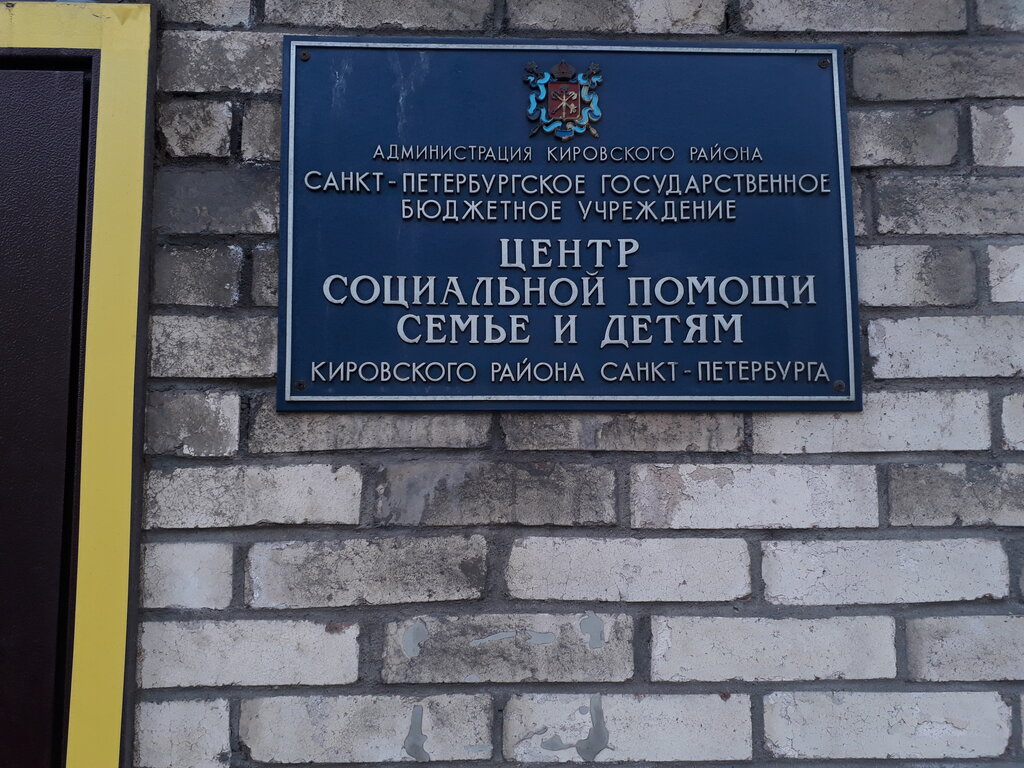 АДМИНИСТРАЦИЯ КИРОВСКОГО РАЙОНА
САНКТ-ПЕТЕРБУРГСКОЕ ГОСУДАРСТВЕННОЕ
БЮДЖЕТНОЕ УЧРЕЖДЕНИЕ
ЦЕНТР
СОЦИАЛЬНОЙ ПОМОЩИ
СЕМЬЕ И ДЕТЯМ
КИРОВСКОГО РАЙОНА САНКТ-ПЕТЕРБУРГА